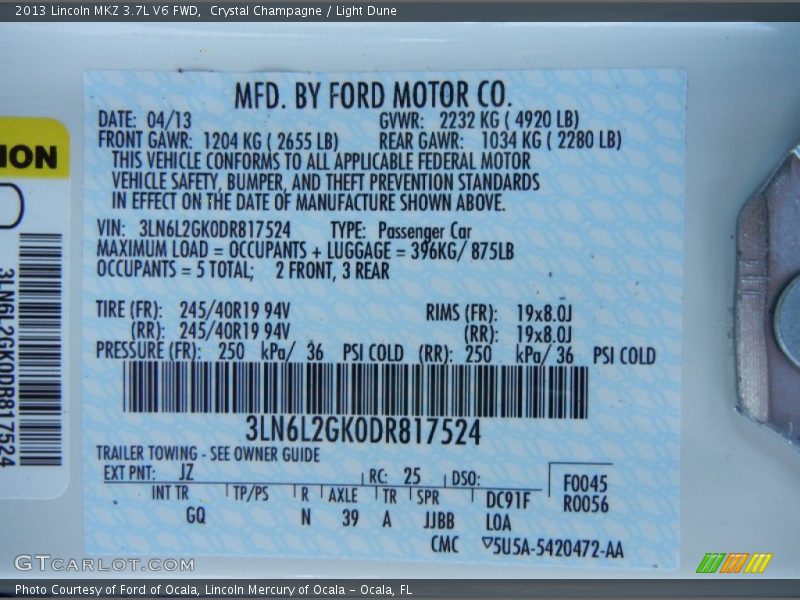 2013 Lincoln MKZ 3.7L V6 FWD, Crystal Champagne / Light Dune
MFD. BY FORD MOTOR CO.
DATE: 04/13 GVWR: 2232 KG ( 4920 LB)
FRONT GAWR: 1204 KG ( 2655 LB) REAR GAWR: 1034 KG ( 2280 LB)
THIS VEHICLE CONFORMS TO ALL APPLICABLE FEDERAL MOTOR
VEHICLE SAFETY, BUMPER, AND THEFT PREVENTION STANDARDS
IN EFFECT ON THE DATE OF MANUFACTURE SHOWN ABOVE.
VIN: 3LN6L2GK0DR817524 TYPE: Passenger Car
MAXIMUM LOAD = OCCUPANTS + LUGGAGE = 396KG/ 875LB
OCCUPANTS = 5 TOTAL; 2 FRONT, 3 REAR
TIRE (FR): 245/40R19 94V RIMS (FR): 19x8.0J
(RR): 245/40R19 94V (RR): 19x8.0J
PRESSURE (FR): 250 kPa/ 36 PSI COLD (RR): 250 kPa/ 36 PSI COLD
3LN6L2GK0DR817524
TRAILER TOWING - SEE OWNER GUIDE
EXT PNT: JZ RC: 25 DSO: F0045
INT TR TP/PS R AXLE TR SPR DC91F R0056
GQ N 39 A JJBB LOA
CMC ▽5U5A-5420472-AA
ION
3LN6L2GK0DR817524
GTCARLOT.COM
Photo Courtesy of Ford of Ocala, Lincoln Mercury of Ocala - Ocala, FL